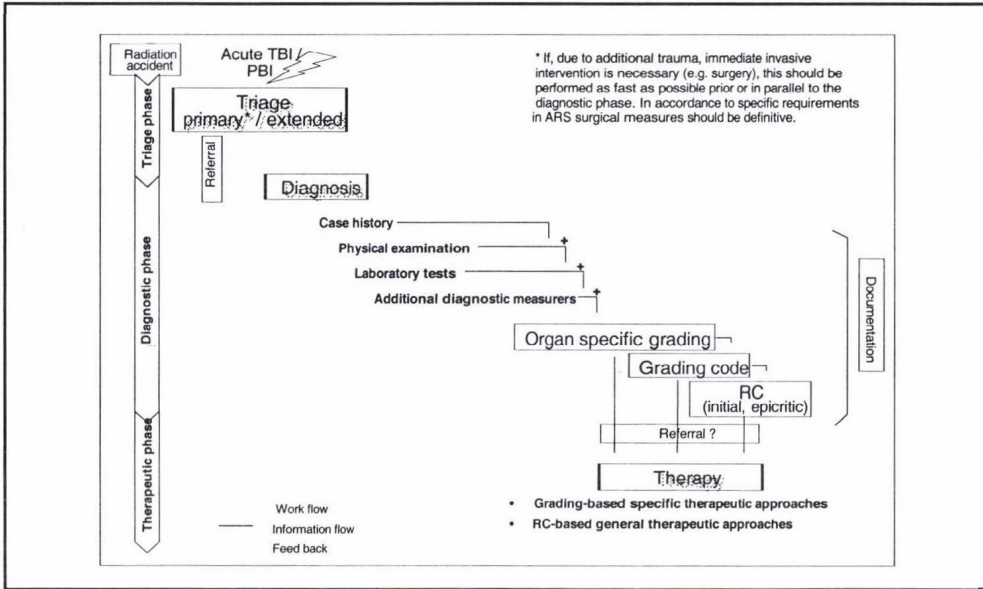 Radiation
accident
Acute TBI /
PBI
* If, due to additional trauma, immediate invasive
intervention is necessary (e.g. surgery), this should be
performed as fast as possible prior or in parallel to the
diagnostic phase. In accordance to specific requirements
in ARS surgical measures should be definitive.
Triage phase
Triage
primary* / extended
Referral
Diagnosis
Diagnostic phase
Case history
+
Physical examination
+
Laboratory tests
+
Additional diagnostic measurers
Documentation
Organ specific grading
Grading code
RC
(initial, epicritic)
Referral ?
Therapeutic phase
Therapy
• Grading-based specific therapeutic approaches
• RC-based general therapeutic approaches
Work flow
Information flow
Feed back